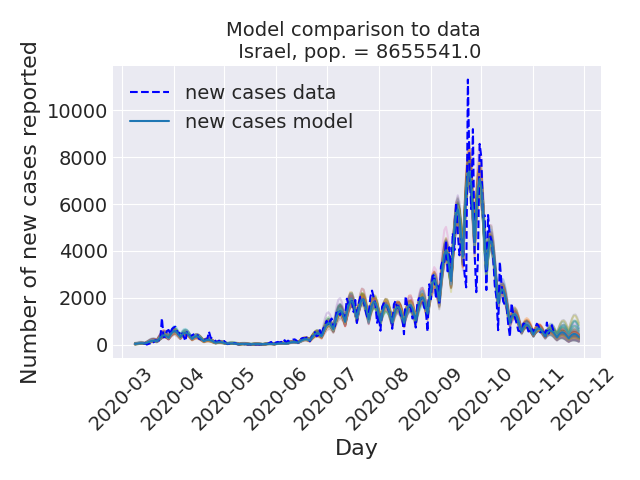 Model comparison to data
Israel, pop. = 8655541.0
Number of new cases reported
10000
8000
6000
4000
2000
0
new cases data
new cases model
2020-03
2020-04
2020-05
2020-06
2020-07
2020-08
2020-09
2020-10
2020-11
2020-12
Day